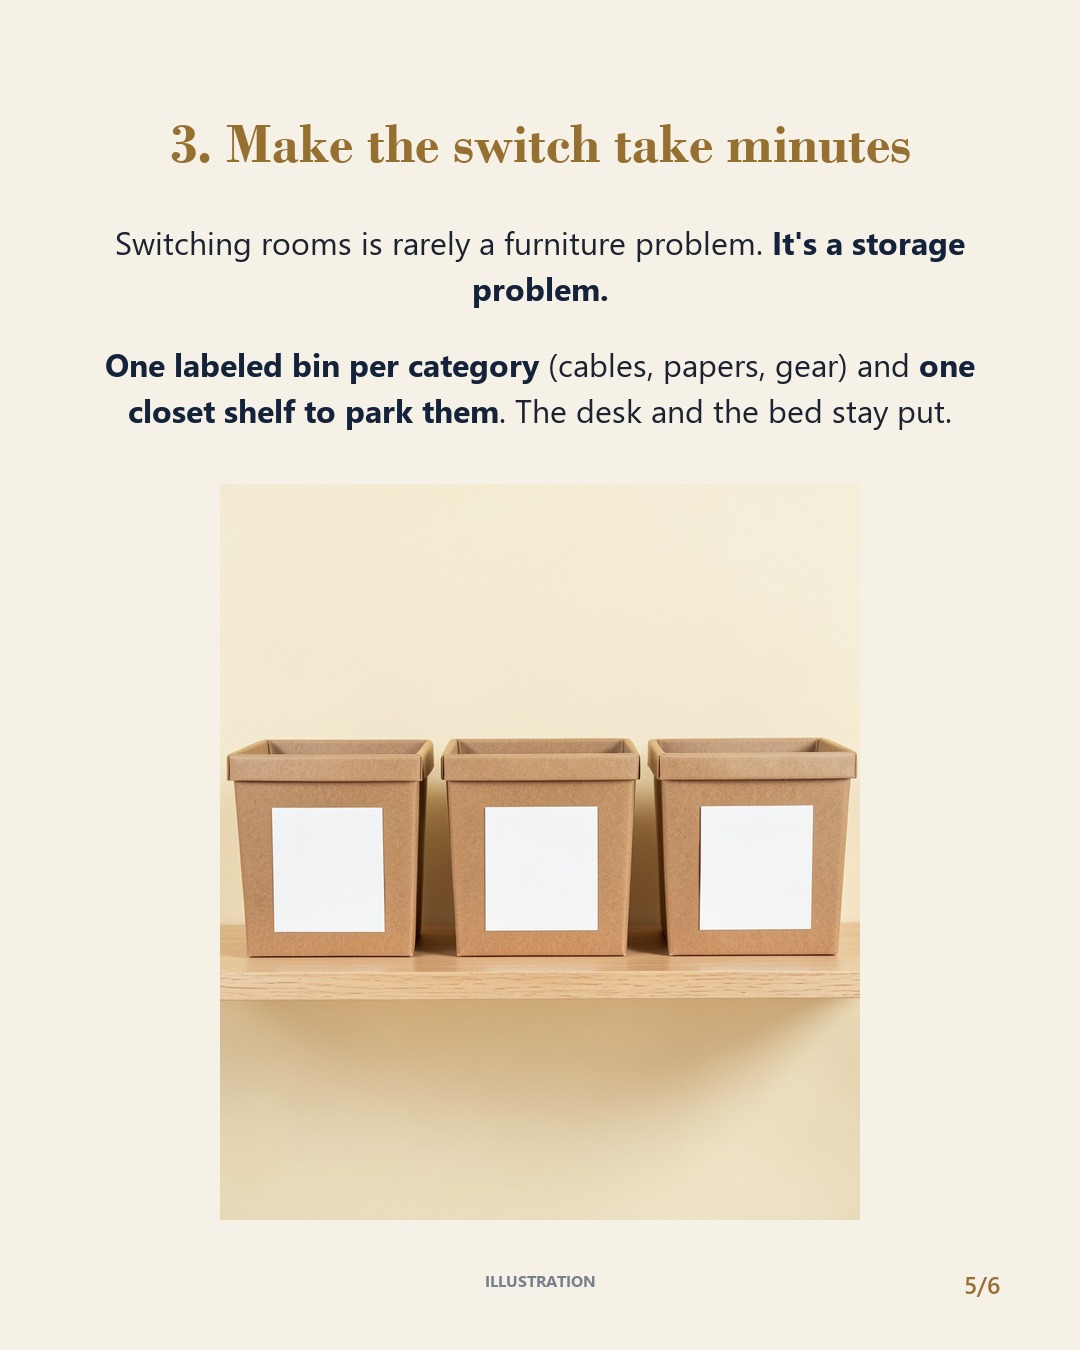 3. Make the switch take minutes
Switching rooms is rarely a furniture problem. It's a storage
problem.
One labeled bin per category (cables, papers, gear) and one
closet shelf to park them. The desk and the bed stay put.
ILLUSTRATION
5/6